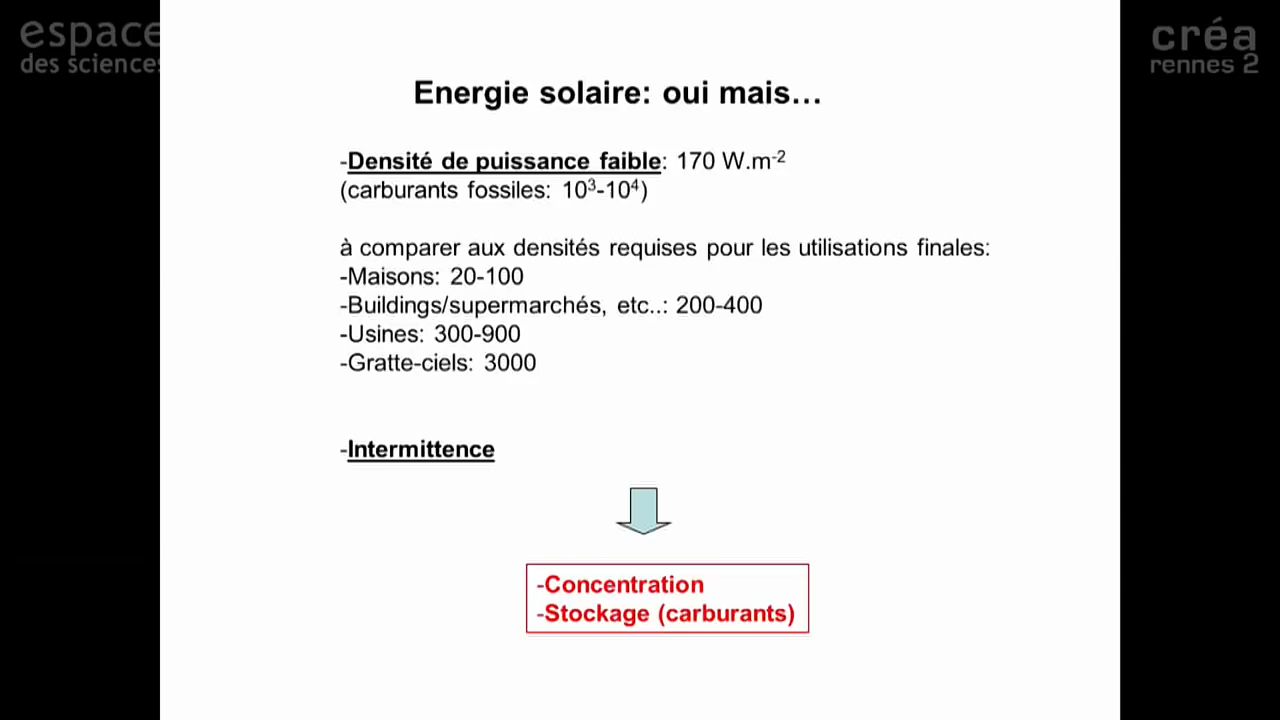 espace
des sciences
créa
rennes 2
Energie solaire: oui mais…
-Densité de puissance faible: 170 W.m-2
(carburants fossiles: 10³-10⁴)
à comparer aux densités requises pour les utilisations finales:
-Maisons: 20-100
-Buildings/supermarchés, etc..: 200-400
-Usines: 300-900
-Gratte-ciels: 3000
-Intermittence
-Concentration
-Stockage (carburants)